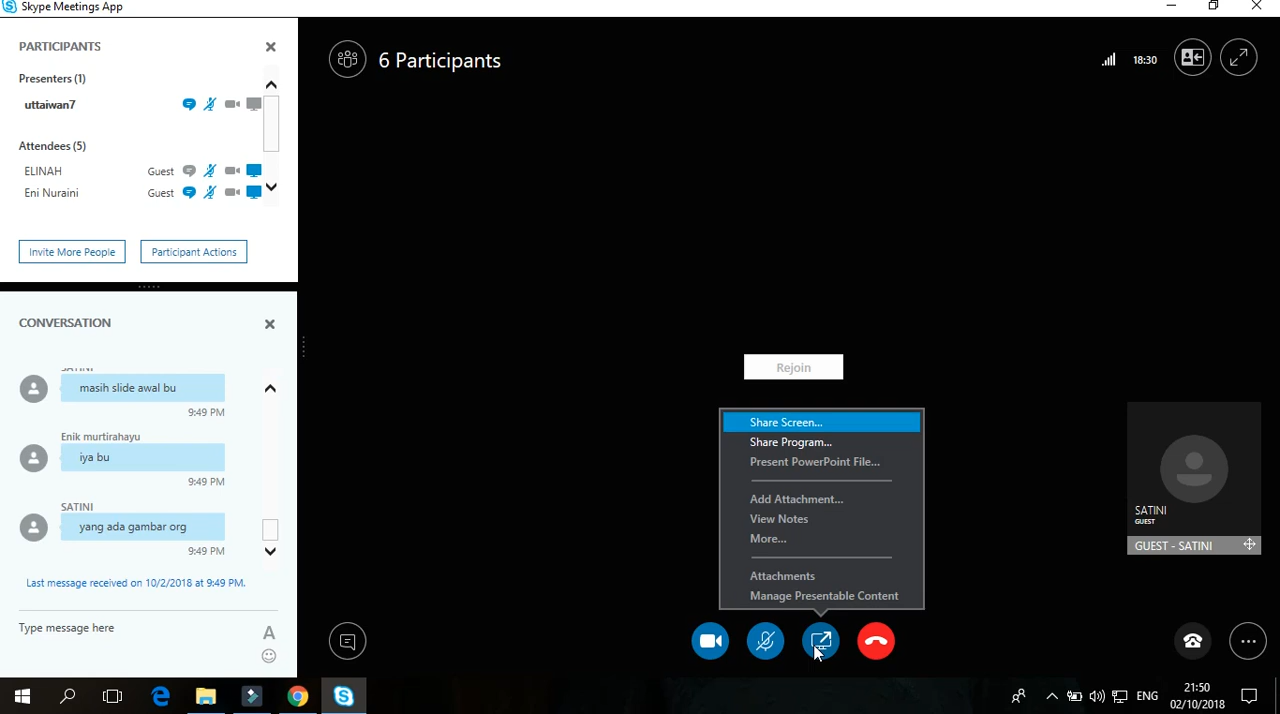 Skype Meetings App
PARTICIPANTS
Presenters (1)
uttaiwan7
Attendees (5)
ELINAH Guest
Eni Nuraini Guest
Invite More People Participant Actions
CONVERSATION
SATINI
masih slide awal bu
9:49 PM
Enik murtirahayu
iya bu
9:49 PM
SATINI
yang ada gambar org
9:49 PM
Last message received on 10/2/2018 at 9:49 PM.
Type message here
A
6 Participants
18:30
Rejoin
Share Screen...
Share Program...
Present PowerPoint File...
Add Attachment...
View Notes
More...
Attachments
Manage Presentable Content
SATINI
GUEST
GUEST - SATINI
ENG
21:50
02/10/2018